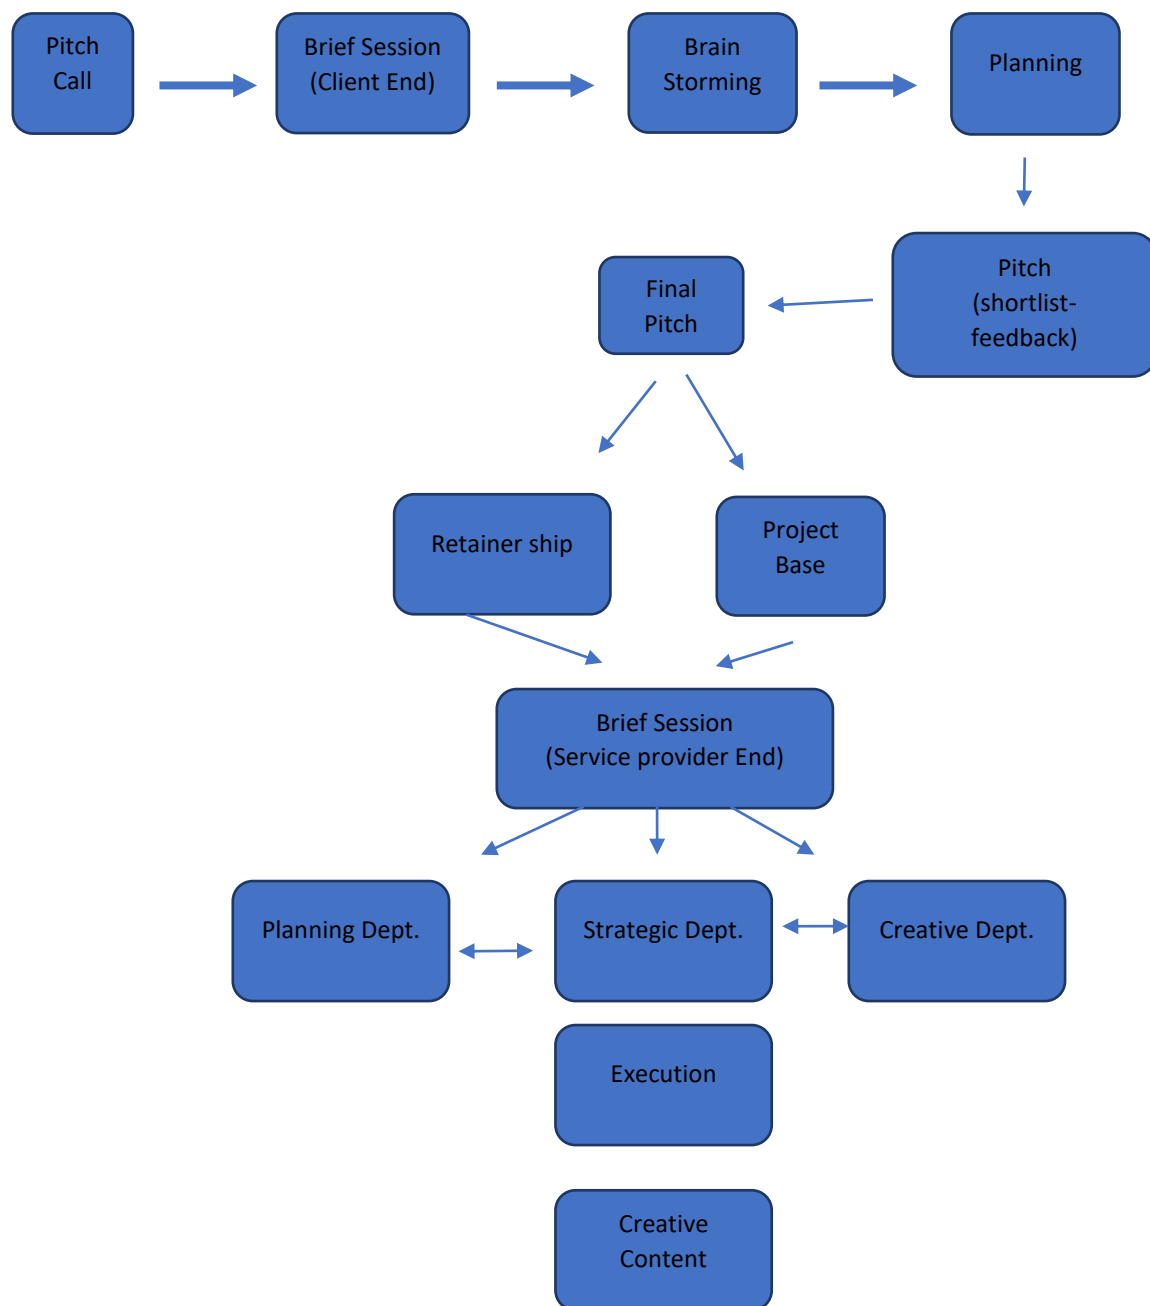 Pitch
Call
Brief Session
(Client End)
Brain
Storming
Planning
Pitch
(shortlist-
feedback)
Final
Pitch
Retainer ship
Project
Base
Brief Session
(Service provider End)
Planning Dept.
Strategic Dept.
Creative Dept.
Execution
Creative
Content